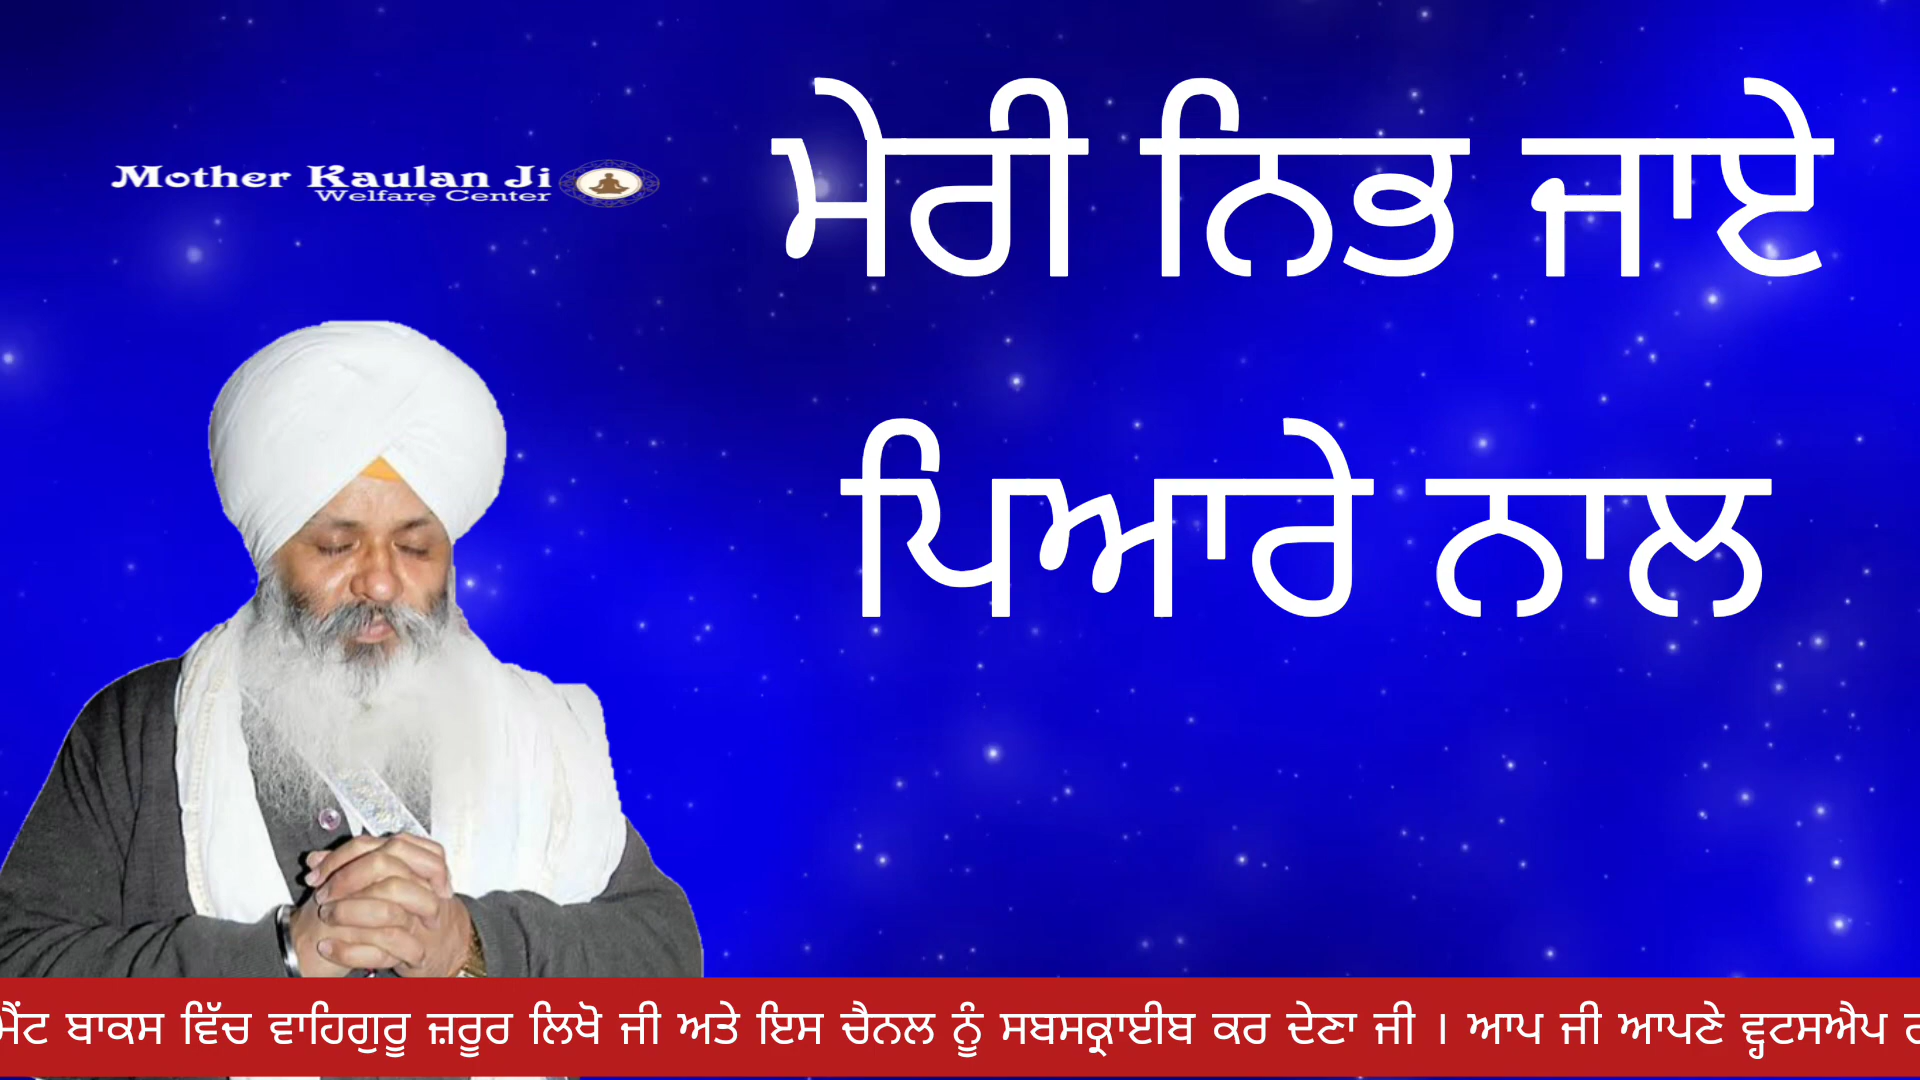 Mother Kaulan Ji
Welfare Center
ਮੇਰੀ ਨਿਭ ਜਾਏ
ਪਿਆਰੇ ਨਾਲ
ਬਾਕਸ ਵਿੱਚ ਵਾਹਿਗੁਰੂ ਜ਼ਰੂਰ ਲਿਖੋ ਜੀ ਅਤੇ ਇਸ ਚੈਨਲ ਨੂੰ ਸਬਸਕ੍ਰਾਈਬ ਕਰ ਦੇਣਾ ਜੀ । ਆਪ ਜੀ ਆਪਣੇ ਵ੍ਹਟਸਐਪ